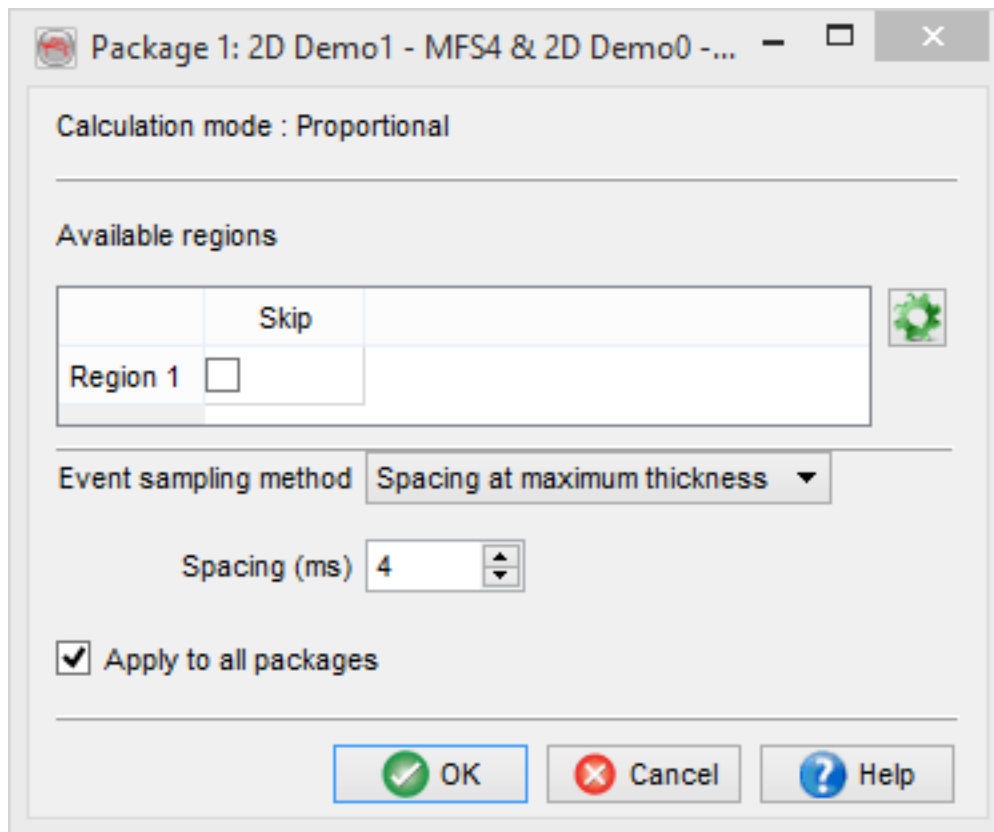 Package 1: 2D Demo1 - MFS4 & 2D Demo0 -...
Calculation mode : Proportional
Available regions
Skip
Region 1
Event sampling method Spacing at maximum thickness
Spacing (ms) 4
Apply to all packages
OK Cancel Help